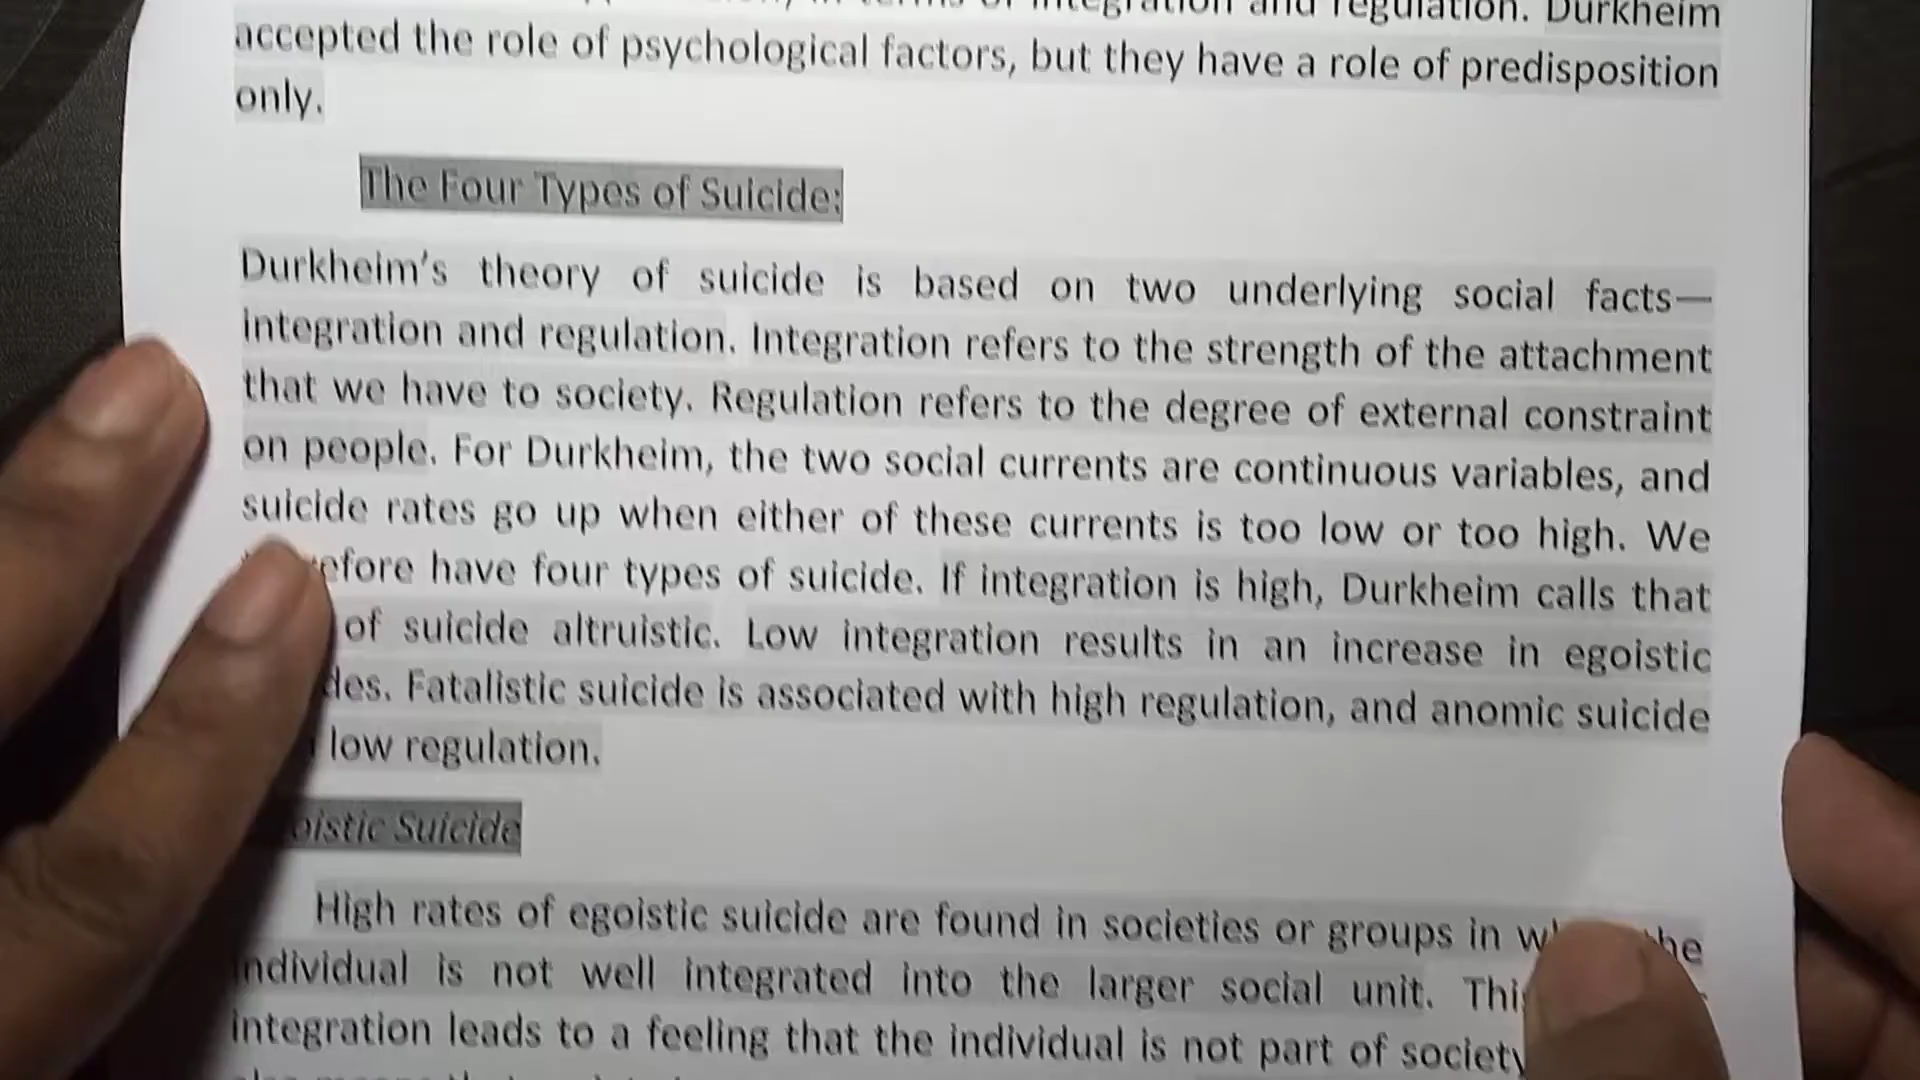 integration and regulation. Durkheim
accepted the role of psychological factors, but they have a role of predisposition
only.
The Four Types of Suicide:
Durkheim's theory of suicide is based on two underlying social facts—
integration and regulation. Integration refers to the strength of the attachment
that we have to society. Regulation refers to the degree of external constraint
on people. For Durkheim, the two social currents are continuous variables, and
suicide rates go up when either of these currents is too low or too high. We
have four types of suicide. If integration is high, Durkheim calls that
of suicide altruistic. Low integration results in an increase in egoistic
Fatalistic suicide is associated with high regulation, and anomic suicide
low regulation.
Suicide
High rates of egoistic suicide are found in societies or groups in
individual is not well integrated into the larger social unit.
integration leads to a feeling that the individual is not part of society